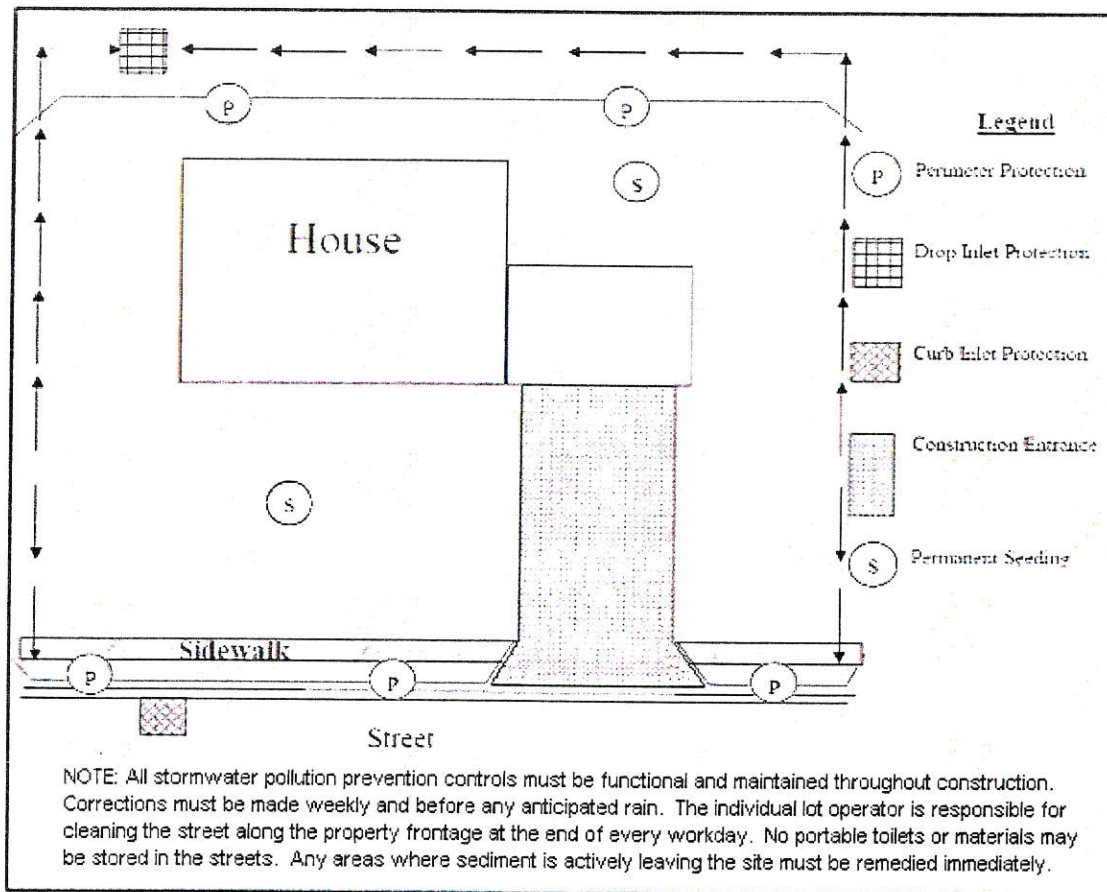 P
P
Legend
P Perimeter Protection
S
House
Drop Inlet Protection
Curb Inlet Protection
Construction Entrance
S
S Permanent Seeding
Sidewalk
P
P
P
Street
NOTE: All stormwater pollution prevention controls must be functional and maintained throughout construction.
Corrections must be made weekly and before any anticipated rain. The individual lot operator is responsible for
cleaning the street along the property frontage at the end of every workday. No portable toilets or materials may
be stored in the streets. Any areas where sediment is actively leaving the site must be remedied immediately.